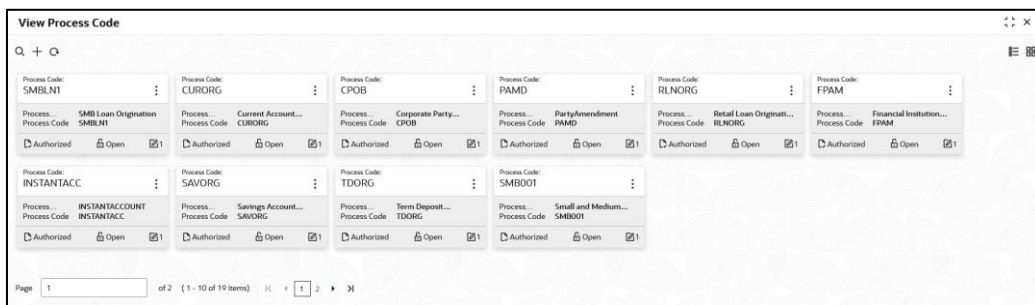 View Process Code
Process Code:
SMBLN1
Process... SMB Loan Origination
Process Code SMBLN1
Authorized Open 1
Process Code:
CURORG
Process... Current Account...
Process Code CURORG
Authorized Open 1
Process Code:
CPOB
Process... Corporate Party...
Process Code CPOB
Authorized Open 1
Process Code:
PAMD
Process... PartyAmendment
Process Code PAMD
Authorized Open 1
Process Code:
RLNORG
Process... Retail Loan Originati...
Process Code RLNORG
Authorized Open 1
Process Code:
FPAM
Process... Financial Insitution...
Process Code FPAM
Authorized Open 1
Process Code:
INSTANTACC
Process... INSTANTACCOUNT
Process Code INSTANTACC
Authorized Open 1
Process Code:
SAVORG
Process... Savings Account...
Process Code SAVORG
Authorized Open 1
Process Code:
TDORG
Process... Term Deposit...
Process Code TDORG
Authorized Open 1
Process Code:
SMB001
Process... Small and Medium...
Process Code SMB001
Authorized Open 1
Page 1 of 2 (1 - 10 of 19 items) 1 2